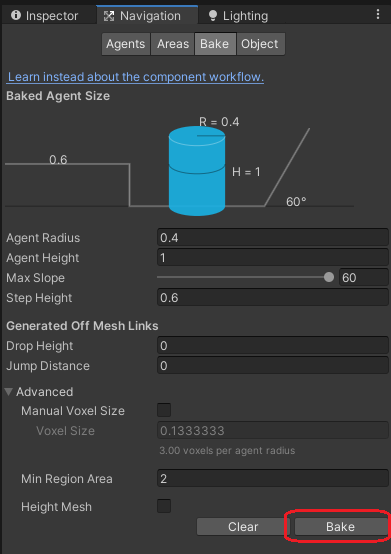 Inspector Navigation Lighting
Agents Areas Bake Object
Learn instead about the component workflow.
Baked Agent Size
R = 0.4
0.6
H = 1
60°
Agent Radius 0.4
Agent Height 1
Max Slope 60
Step Height 0.6
Generated Off Mesh Links
Drop Height 0
Jump Distance 0
Advanced
Manual Voxel Size
Voxel Size 0.1333333
3.00 voxels per agent radius
Min Region Area 2
Height Mesh
Clear Bake